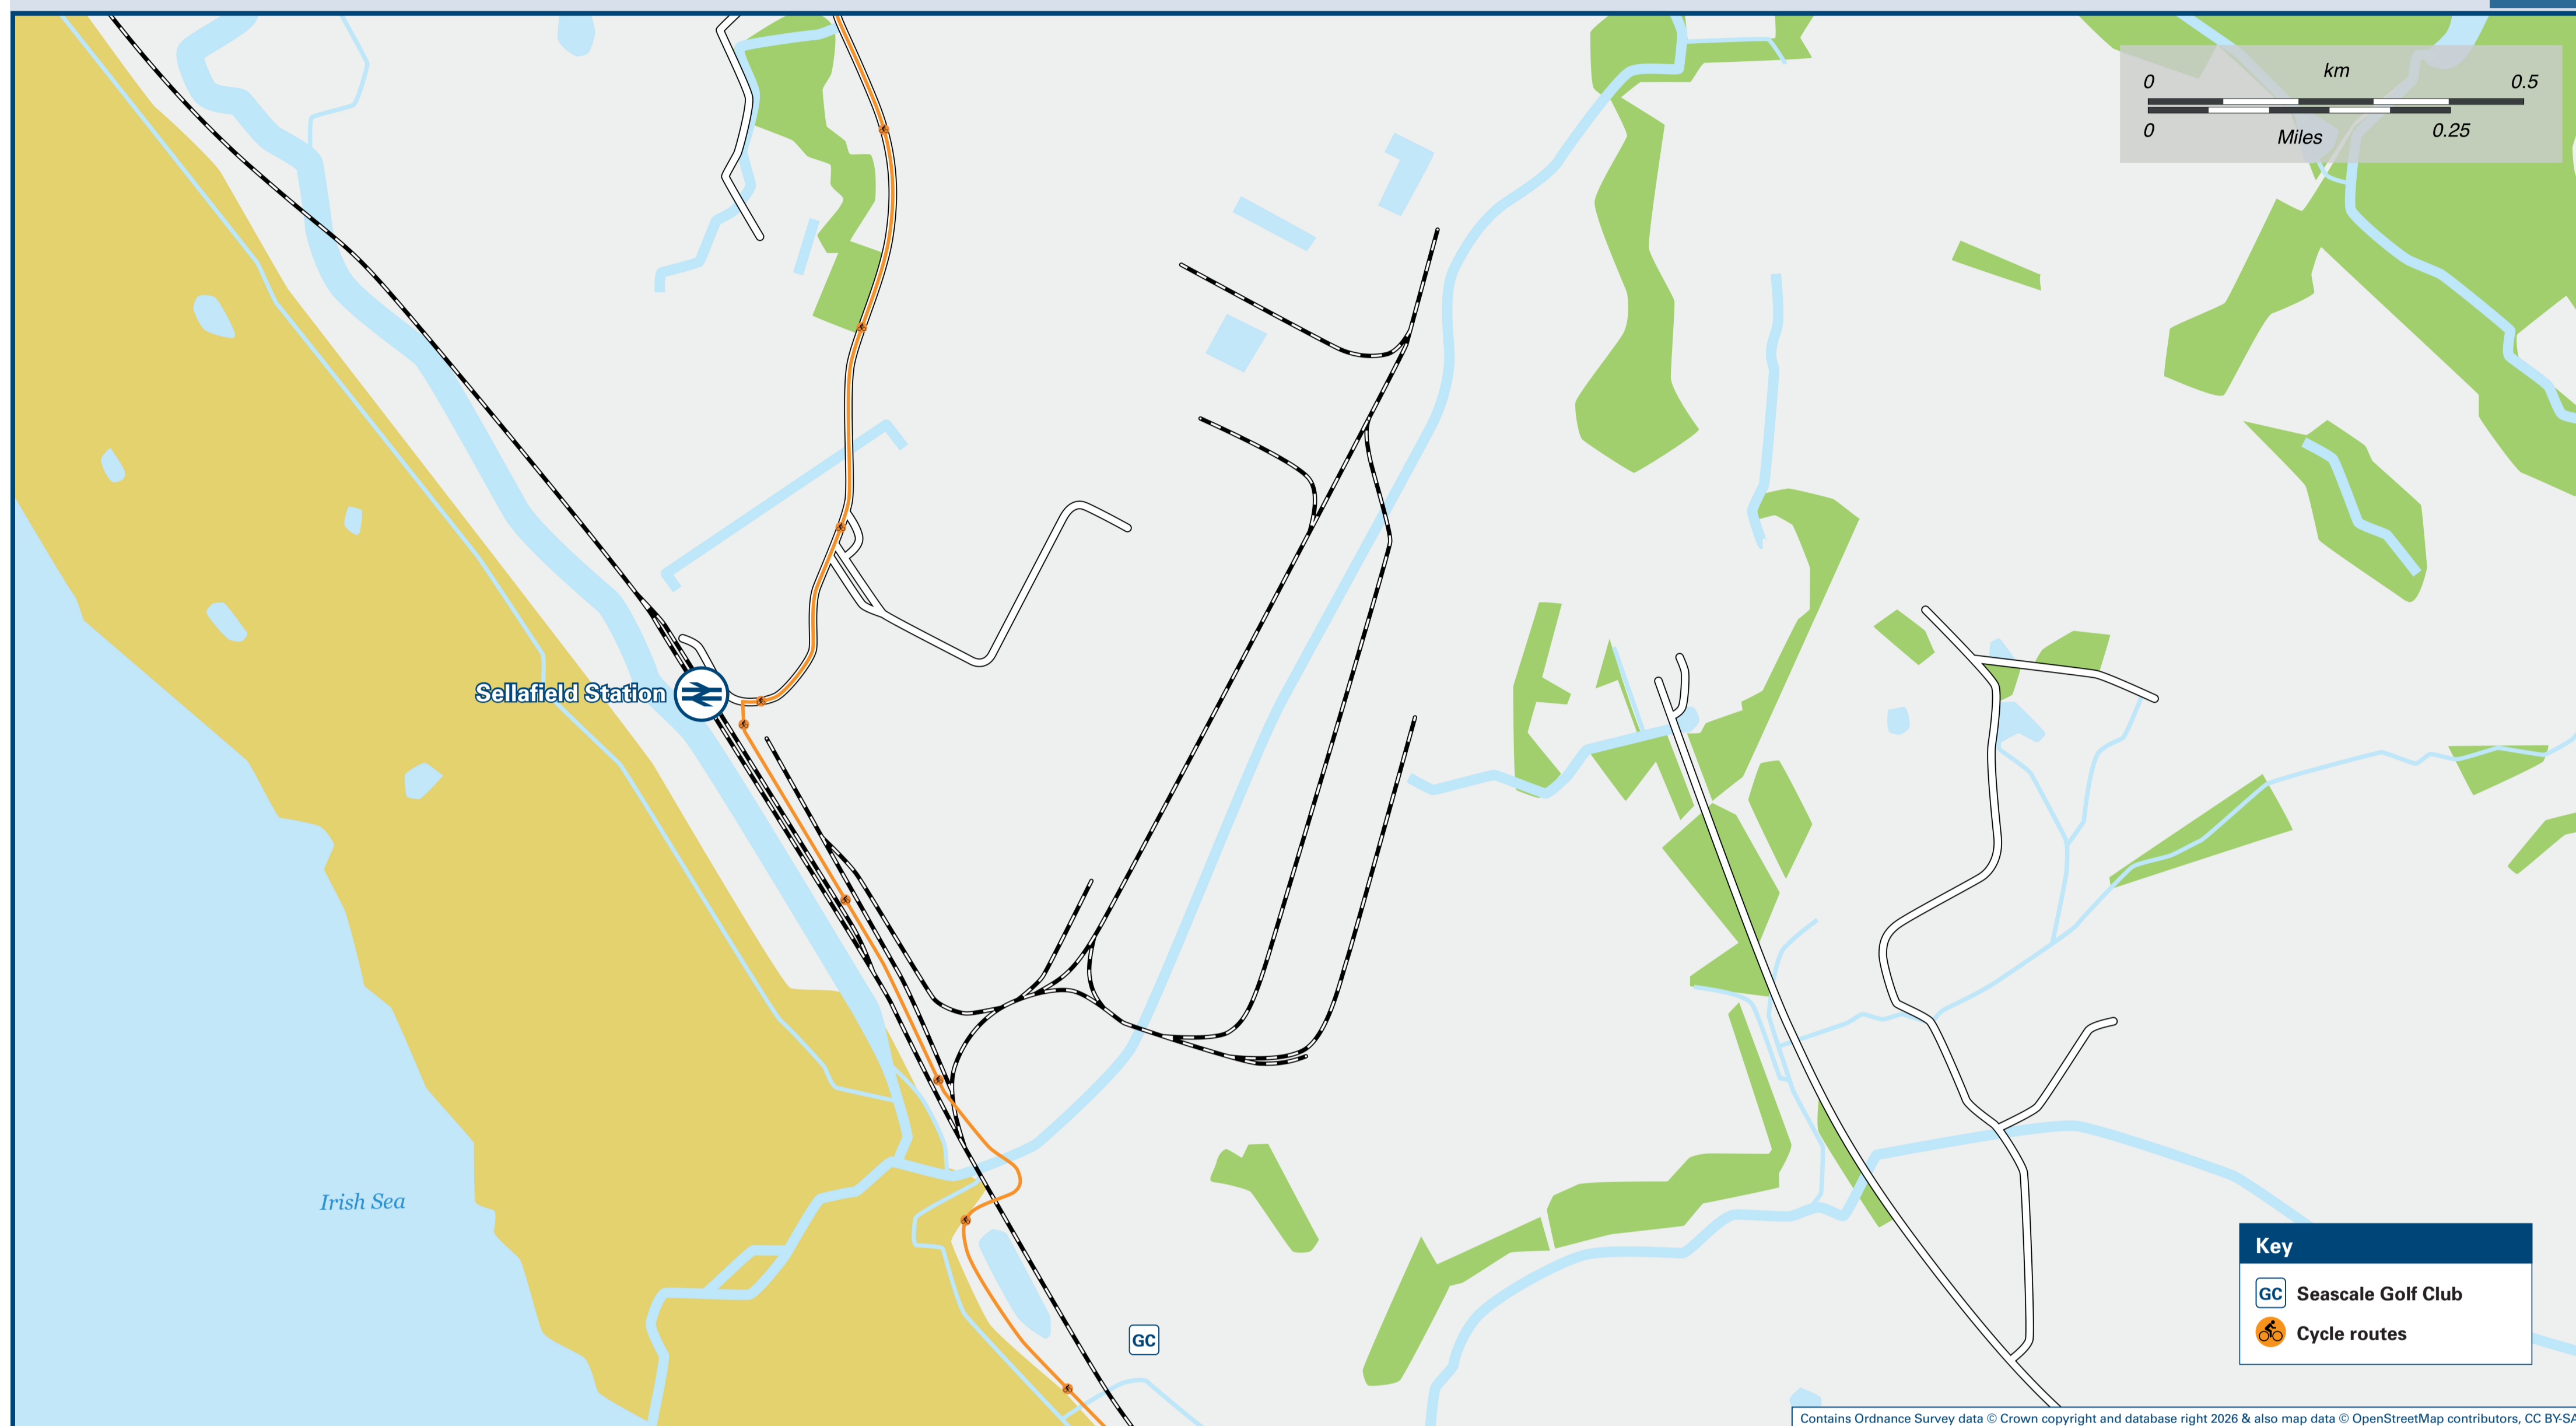 km
0 0.5
0 0.25
Miles
Sellafield Station
Irish Sea
GC
Key
GC Seascale Golf Club
Cycle routes
Contains Ordnance Survey data © Crown copyright and database right 2026 & also map data © OpenStreetMap contributors, CC BY-SA